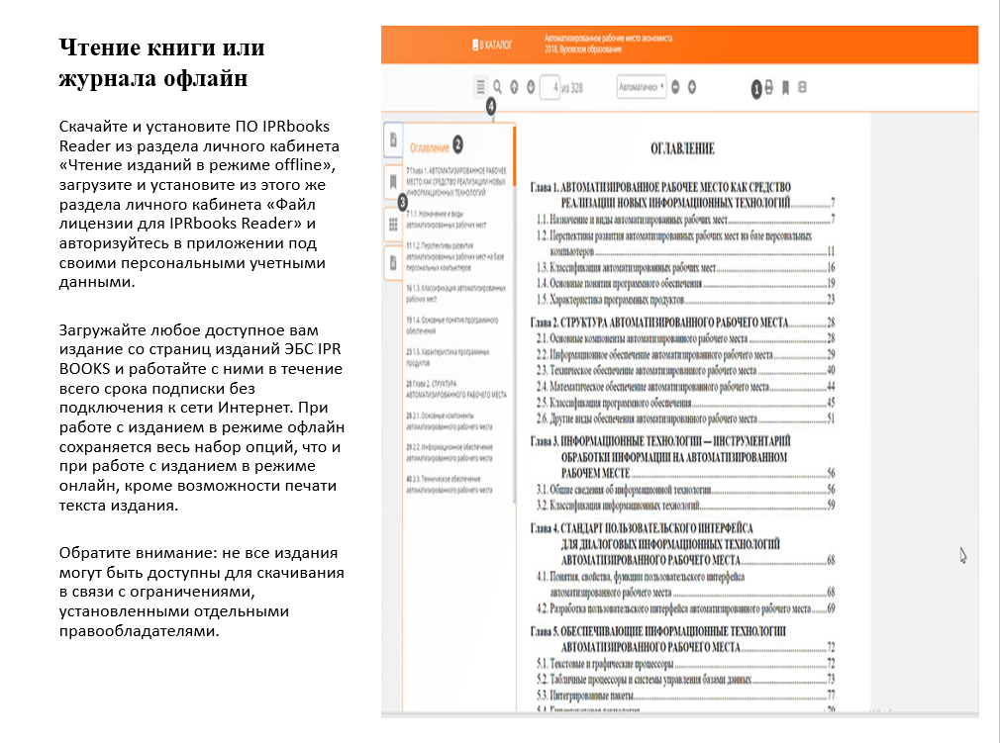 Чтение книги или
журнала офлайн
Скачайте и установите ПО IPRbooks
Reader из раздела личного кабинета
«Чтение изданий в режиме offline»,
загрузите и установите из этого же
раздела личного кабинета «Файл
лицензии для IPRbooks Reader» и
авторизуйтесь в приложении под
своими персональными учетными
данными.
Загружайте любое доступное вам
издание со страниц изданий ЭБС IPR
BOOKS и работайте с ними в течение
всего срока подписки без
подключения к сети Интернет. При
работе с изданием в режиме офлайн
сохраняется весь набор опций, что и
при работе с изданием в режиме
онлайн, кроме возможности печати
текста издания.
Обратите внимание: не все издания
могут быть доступны для скачивания
в связи с ограничениями,
установленными отдельными
правообладателями.
В КАТАЛОГ
Автоматизированное рабочее место экономиста
2018, Вузовское образование
4 из 328
Автоматичес
1
4
Оглавление 2
3
7 Глава 1. АВТОМАТИЗИРОВАННОЕ РАБОЧЕЕ
МЕСТО КАК СРЕДСТВО РЕАЛИЗАЦИИ НОВЫХ
ИНФОРМАЦИОННЫХ ТЕХНОЛОГИЙ
7 1.1. Назначение и виды
автоматизированных рабочих мест
11 1.2. Перспективы развития
автоматизированных рабочих мест на базе
персональных компьютеров
16 1.3. Классификация автоматизированных
рабочих мест
19 1.4. Основные понятия программного
обеспечения
23 1.5. Характеристика программных
продуктов
28 Глава 2. СТРУКТУРА
АВТОМАТИЗИРОВАННОГО РАБОЧЕГО МЕСТА
28 2.1. Основные компоненты
автоматизированного рабочего места
29 2.2. Информационное обеспечение
автоматизированного рабочего места
40 2.3. Техническое обеспечение
автоматизированного рабочего места
ОГЛАВЛЕНИЕ
Глава 1. АВТОМАТИЗИРОВАННОЕ РАБОЧЕЕ МЕСТО КАК СРЕДСТВО
РЕАЛИЗАЦИИ НОВЫХ ИНФОРМАЦИОННЫХ ТЕХНОЛОГИЙ 7
1.1. Назначение и виды автоматизированных рабочих мест 7
1.2. Перспективы развития автоматизированных рабочих мест на базе персональных
компьютеров 11
1.3. Классификация автоматизированных рабочих мест 16
1.4. Основные понятия программного обеспечения 19
1.5. Характеристика программных продуктов 23
Глава 2. СТРУКТУРА АВТОМАТИЗИРОВАННОГО РАБОЧЕГО МЕСТА 28
2.1. Основные компоненты автоматизированного рабочего места 28
2.2. Информационное обеспечение автоматизированного рабочего места 29
2.3. Техническое обеспечение автоматизированного рабочего места 40
2.4. Математическое обеспечение автоматизированного рабочего места 44
2.5. Классификация программного обеспечения 45
2.6. Другие виды обеспечения автоматизированного рабочего места 51
Глава 3. ИНФОРМАЦИОННЫЕ ТЕХНОЛОГИИ — ИНСТРУМЕНТАРИЙ
ОБРАБОТКИ ИНФОРМАЦИИ НА АВТОМАТИЗИРОВАННОМ
РАБОЧЕМ МЕСТЕ 56
3.1. Общие сведения об информационной технологии 56
3.2. Классификация информационных технологий 59
Глава 4. СТАНДАРТ ПОЛЬЗОВАТЕЛЬСКОГО ИНТЕРФЕЙСА
ДЛЯ ДИАЛОГОВЫХ ИНФОРМАЦИОННЫХ ТЕХНОЛОГИЙ
АВТОМАТИЗИРОВАННОГО РАБОЧЕГО МЕСТА 68
4.1. Понятия, свойства, функции пользовательского интерфейса
автоматизированного рабочего места 68
4.2. Разработка пользовательского интерфейса автоматизированного рабочего места 69
Глава 5. ОБЕСПЕЧИВАЮЩИЕ ИНФОРМАЦИОННЫЕ ТЕХНОЛОГИИ
АВТОМАТИЗИРОВАННОГО РАБОЧЕГО МЕСТА 72
5.1. Текстовые и графические процессоры 72
5.2. Табличные процессоры и системы управления базами данных 73
5.3. Интегрированные пакеты 77